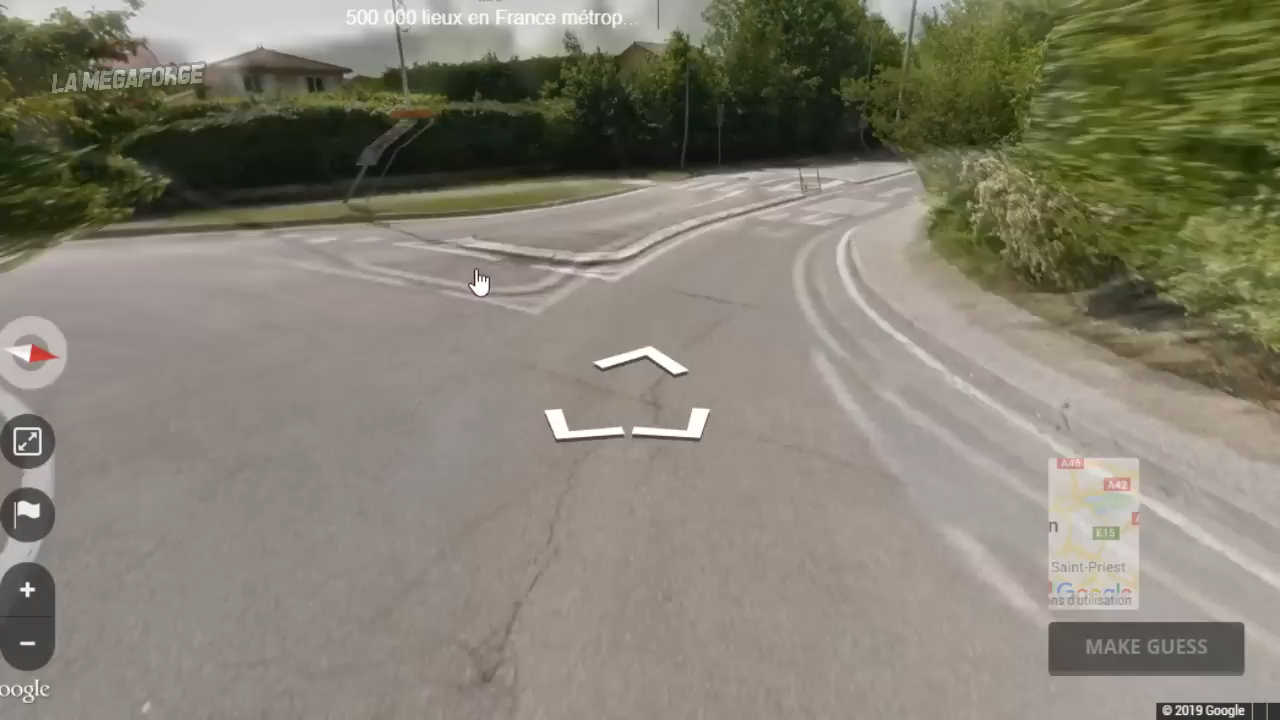 500 000 lieux en France métrop...
LA MEGAFORGE
A46
A42
n
E15
Saint-Priest
Google
ns d'utilisation
MAKE GUESS
oogle
© 2019 Google